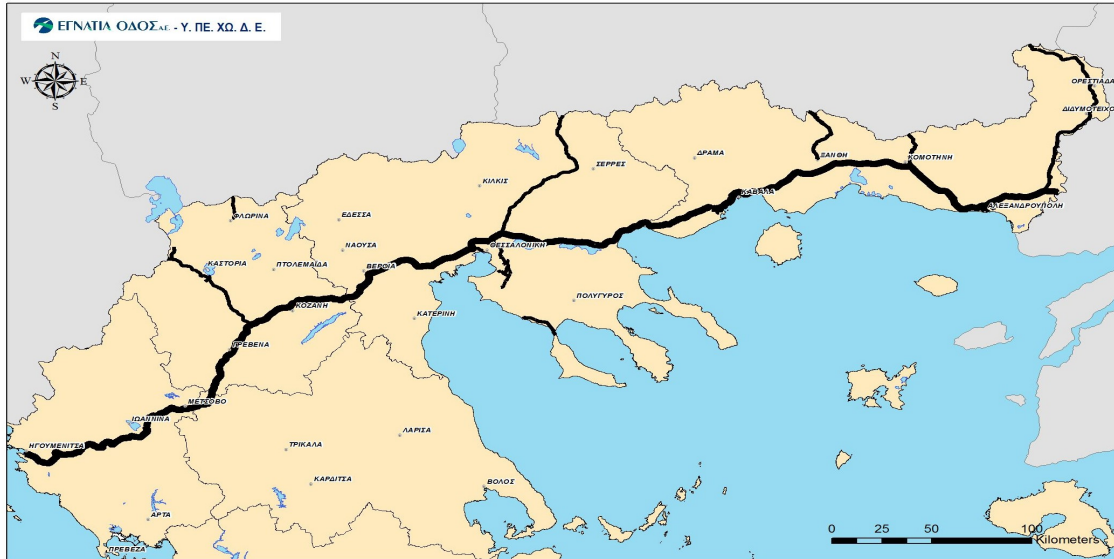 ΕΓΝΑΤΙΑ ΟΔΟΣ Α.Ε. - Υ. ΠΕ. ΧΩ. Δ. Ε.
N
W E
S
ΟΡΕΣΤΙΑΔΑ
ΔΙΔΥΜΟΤΕΙΧΟ
ΔΡΑΜΑ
ΞΑΝΘΗ
ΚΟΜΟΤΗΝΗ
ΣΕΡΡΕΣ
ΚΙΛΚΙΣ
ΚΑΒΑΛΑ
ΑΛΕΞΑΝΔΡΟΥΠΟΛΗ
ΦΛΩΡΙΝΑ
ΕΔΕΣΣΑ
ΝΑΟΥΣΑ
ΘΕΣΣΑΛΟΝΙΚΗ
ΚΑΣΤΟΡΙΑ
ΠΤΟΛΕΜΑΙΔΑ
ΒΕΡΟΙΑ
ΠΟΛΥΓΥΡΟΣ
ΚΟΖΑΝΗ
ΚΑΤΕΡΙΝΗ
ΓΡΕΒΕΝΑ
ΜΕΤΣΟΒΟ
ΙΩΑΝΝΙΝΑ
ΗΓΟΥΜΕΝΙΤΣΑ
ΛΑΡΙΣΑ
ΤΡΙΚΑΛΑ
ΚΑΡΔΙΤΣΑ
ΒΟΛΟΣ
ΑΡΤΑ
ΠΡΕΒΕΖΑ
0 25 50 100
Kilometers